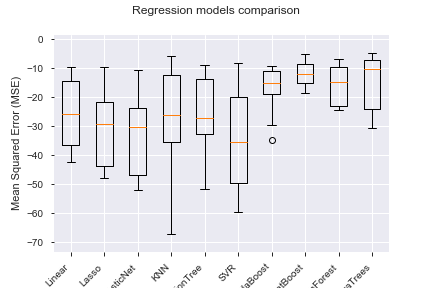 Regression models comparison
Mean Squared Error (MSE)
0
−10
−20
−30
−40
−50
−60
−70
Linear
Lasso
KNN
SVR